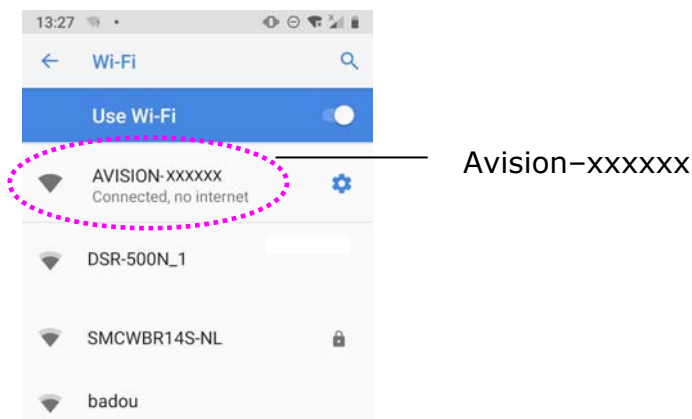 13:27
Wi-Fi
Use Wi-Fi
AVISION-XXXXXX
Connected, no internet
Avision–xxxxxx
DSR-500N_1
SMCWBR14S-NL
badou